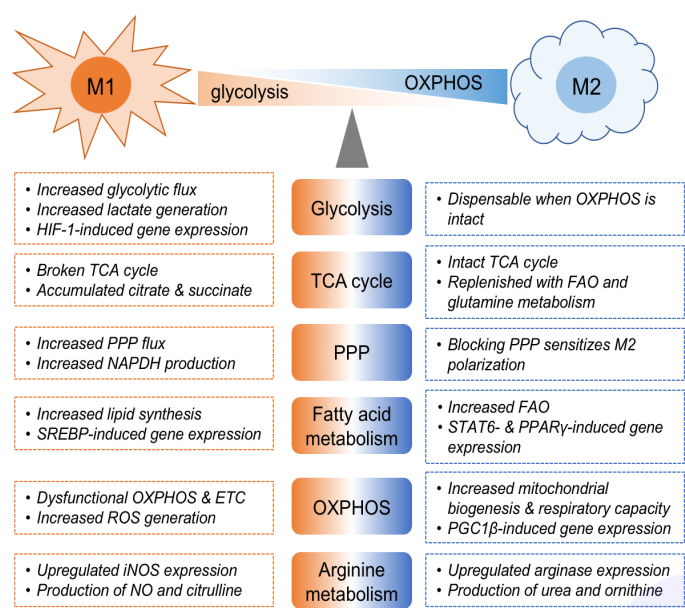 M1
glycolysis
OXPHOS
M2
• Increased glycolytic flux
• Increased lactate generation
• HIF-1-induced gene expression
Glycolysis
• Dispensable when OXPHOS is
intact
• Broken TCA cycle
• Accumulated citrate & succinate
TCA cycle
• Intact TCA cycle
• Replenished with FAO and
glutamine metabolism
• Increased PPP flux
• Increased NAPDH production
PPP
• Blocking PPP sensitizes M2
polarization
• Increased lipid synthesis
• SREBP-induced gene expression
Fatty acid
metabolism
• Increased FAO
• STAT6- & PPARγ-induced gene
expression
• Dysfunctional OXPHOS & ETC
• Increased ROS generation
OXPHOS
• Increased mitochondrial
biogenesis & respiratory capacity
• PGC1β-induced gene expression
• Upregulated iNOS expression
• Production of NO and citrulline
Arginine
metabolism
• Upregulated arginase expression
• Production of urea and ornithine